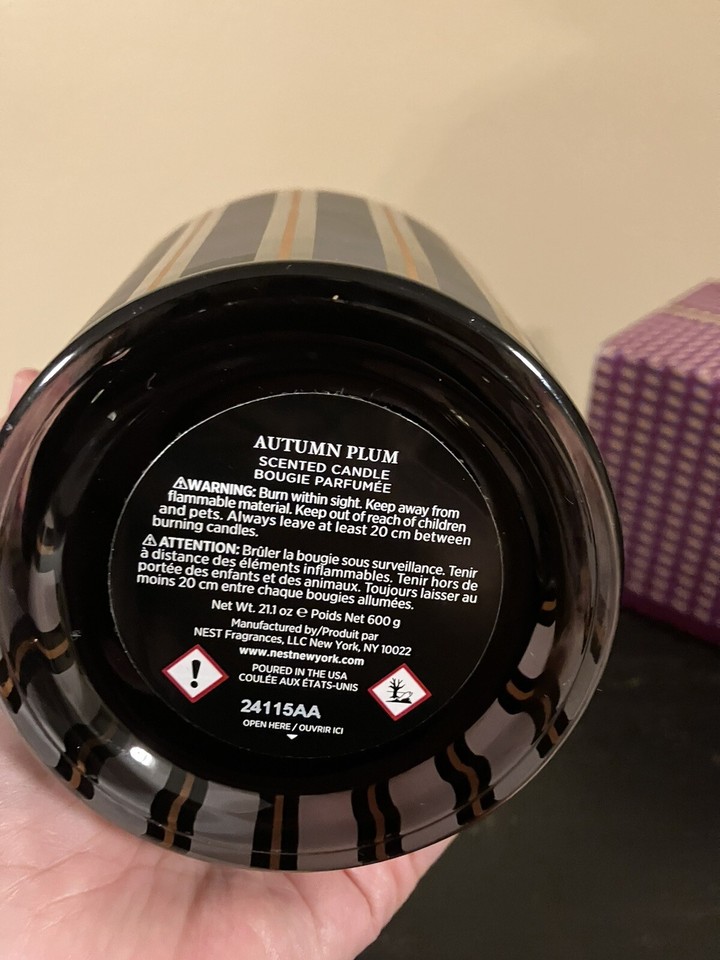 AUTUMN PLUM
SCENTED CANDLE
BOUGIE PARFUMÉE
⚠WARNING: Burn within sight. Keep away from
flammable material. Keep out of reach of children
and pets. Always leave at least 20 cm between
burning candles.
⚠ATTENTION: Brûler la bougie sous surveillance. Tenir
à distance des éléments inflammables. Tenir hors de
portée des enfants et des animaux. Toujours laisser au
moins 20 cm entre chaque bougies allumées.
Net Wt. 21.1 oz ℮ Poids Net 600 g
Manufactured by/Produit par
NEST Fragrances, LLC New York, NY 10022
www.nestnewyork.com
POURED IN THE USA
COULÉE AUX ÉTATS-UNIS
24115AA
OPEN HERE / OUVRIR ICI